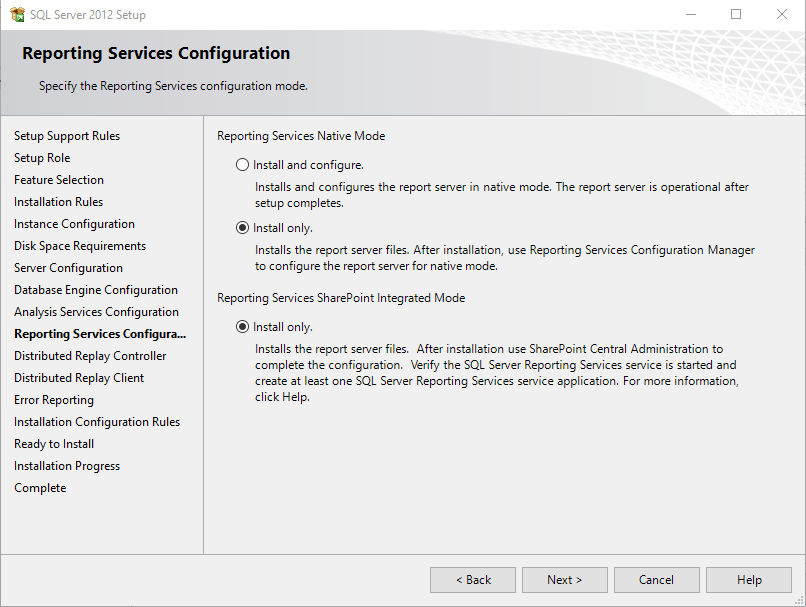 SQL Server 2012 Setup
Reporting Services Configuration
Specify the Reporting Services configuration mode.
Setup Support Rules
Setup Role
Feature Selection
Installation Rules
Instance Configuration
Disk Space Requirements
Server Configuration
Database Engine Configuration
Analysis Services Configuration
Reporting Services Configura...
Distributed Replay Controller
Distributed Replay Client
Error Reporting
Installation Configuration Rules
Ready to Install
Installation Progress
Complete
Reporting Services Native Mode
Install and configure.
Installs and configures the report server in native mode. The report server is operational after
setup completes.
Install only.
Installs the report server files. After installation, use Reporting Services Configuration Manager
to configure the report server for native mode.
Reporting Services SharePoint Integrated Mode
Install only.
Installs the report server files.  After installation use SharePoint Central Administration to
complete the configuration.  Verify the SQL Server Reporting Services service is started and
create at least one SQL Server Reporting Services service application. For more information,
click Help.
< Back
Next >
Cancel
Help